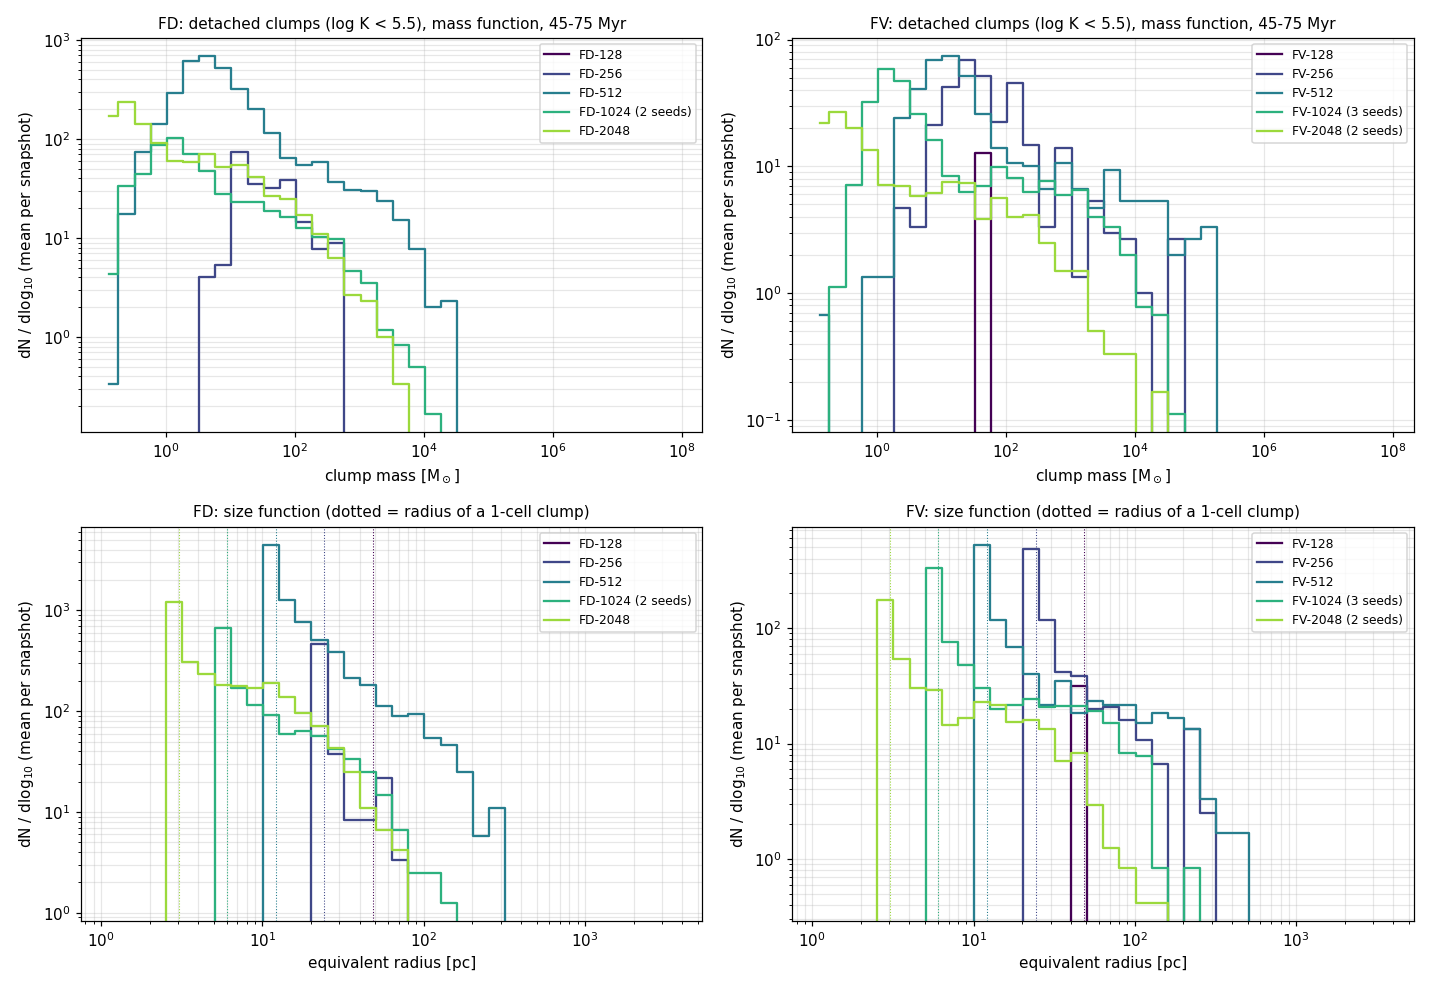 FD: detached clumps (log K < 5.5), mass function, 45-75 Myr
dN / dlog₁₀ (mean per snapshot)
10³
10²
10¹
10⁰
FD-128
FD-256
FD-512
FD-1024 (2 seeds)
FD-2048
10⁰ 10² 10⁴ 10⁶ 10⁸
clump mass [M⊙]
FV: detached clumps (log K < 5.5), mass function, 45-75 Myr
dN / dlog₁₀ (mean per snapshot)
10²
10¹
10⁰
10⁻¹
FV-128
FV-256
FV-512
FV-1024 (3 seeds)
FV-2048 (2 seeds)
10⁰ 10² 10⁴ 10⁶ 10⁸
clump mass [M⊙]
FD: size function (dotted = radius of a 1-cell clump)
dN / dlog₁₀ (mean per snapshot)
10³
10²
10¹
10⁰
FD-128
FD-256
FD-512
FD-1024 (2 seeds)
FD-2048
10⁰ 10¹ 10² 10³
equivalent radius [pc]
FV: size function (dotted = radius of a 1-cell clump)
dN / dlog₁₀ (mean per snapshot)
10²
10¹
10⁰
FV-128
FV-256
FV-512
FV-1024 (3 seeds)
FV-2048 (2 seeds)
10⁰ 10¹ 10² 10³
equivalent radius [pc]